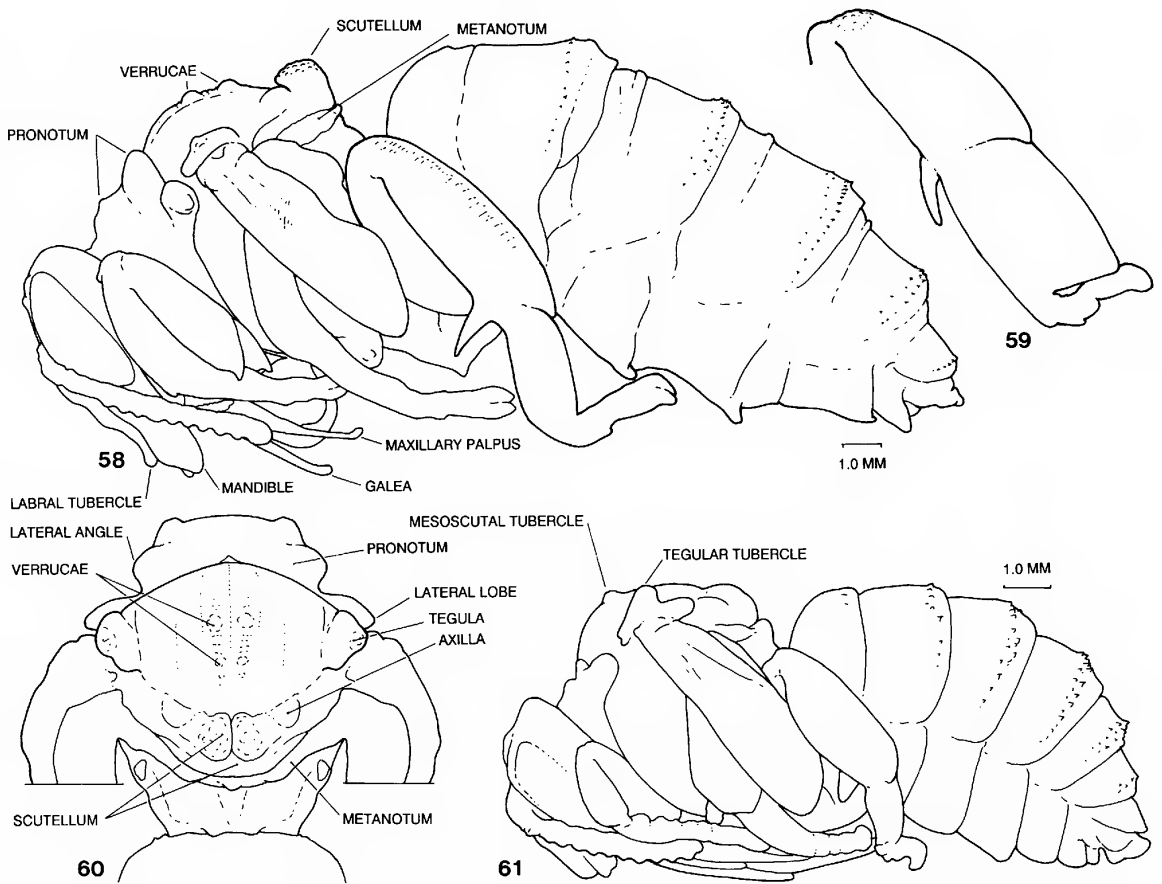 SCUTELLUM
METANOTUM
VERRUCAE
PRONOTUM
59
MAXILLARY PALPUS
1.0 MM
58
MANDIBLE
GALEA
LABRAL TUBERCLE
LATERAL ANGLE
MESOSCUTAL TUBERCLE
PRONOTUM
TEGULAR TUBERCLE
VERRUCAE
1.0 MM
LATERAL LOBE
TEGULA
AXILLA
SCUTELLUM
METANOTUM
60
61